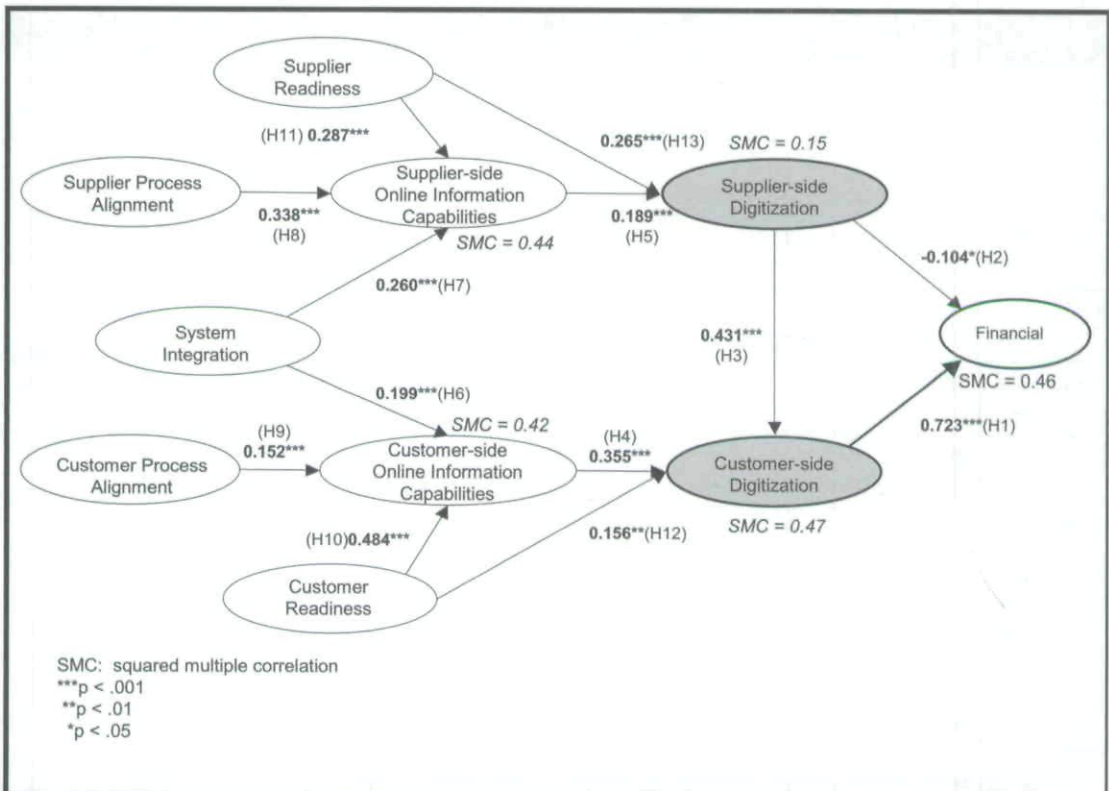 Supplier
Readiness
(H11) 0.287***
0.265***(H13)
SMC = 0.15
Supplier Process
Alignment
0.338***
(H8)
Supplier-side
Online Information
Capabilities
SMC = 0.44
0.189***
(H5)
Supplier-side
Digitization
-0.104*(H2)
0.260***(H7)
System
Integration
0.431***
(H3)
Financial
SMC = 0.46
0.199***(H6)
SMC = 0.42
0.723***(H1)
Customer Process
Alignment
(H9)
0.152***
Customer-side
Online Information
Capabilities
(H4)
0.355***
Customer-side
Digitization
SMC = 0.47
(H10)0.484***
0.156**(H12)
Customer
Readiness
SMC: squared multiple correlation
***p < .001
**p < .01
*p < .05